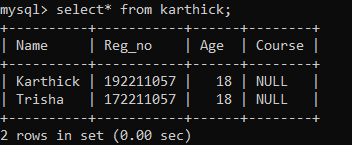 mysql> select* from karthick;
+----------+-----------+------+--------+
| Name     | Reg_no    | Age  | Course |
+----------+-----------+------+--------+
| Karthick | 192211057 |   18 | NULL   |
| Trisha   | 172211057 |   18 | NULL   |
+----------+-----------+------+--------+
2 rows in set (0.00 sec)